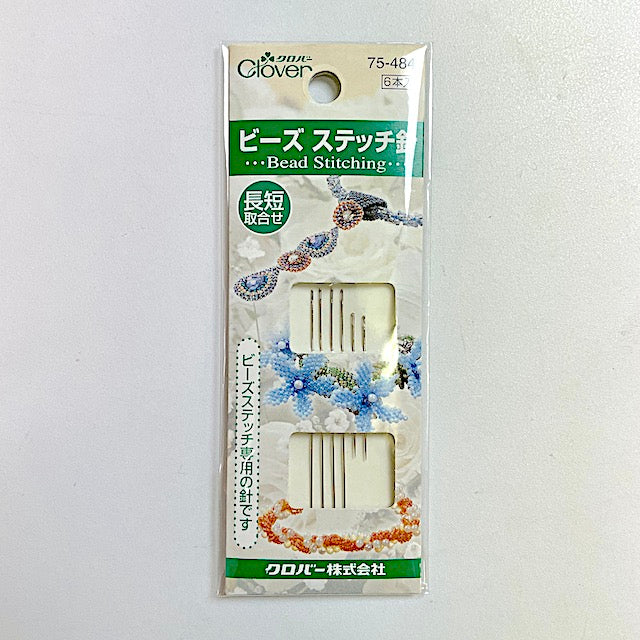 クロバー
Clover
75-484
6本入
ビーズ ステッチ針
···Bead Stitching···
長短
取合せ
ビーズステッチ専用の針です
クロバー株式会社